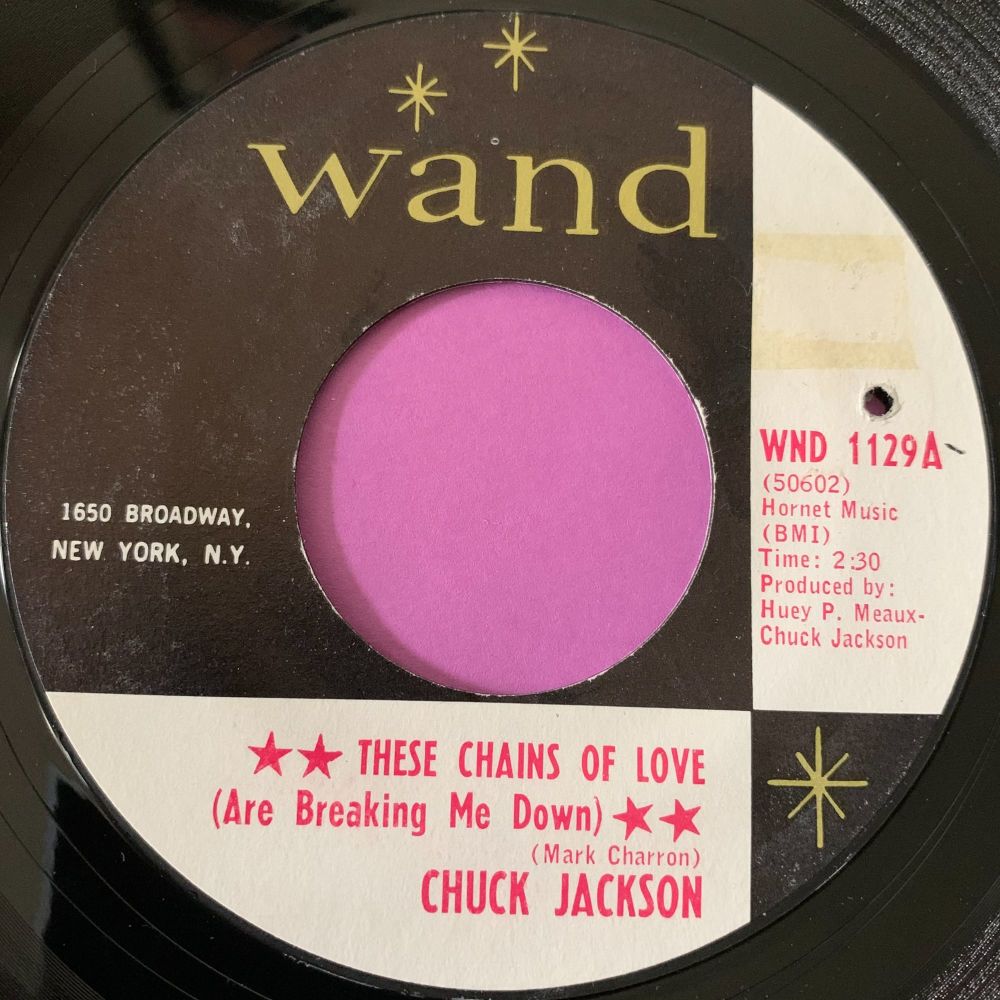 wand
1650 BROADWAY,
NEW YORK, N.Y.
WND 1129A
(50602)
Hornet Music
(BMI)
Time: 2:30
Produced by:
Huey P. Meaux-
Chuck Jackson
★★ THESE CHAINS OF LOVE
(Are Breaking Me Down) ★★
(Mark Charron)
CHUCK JACKSON